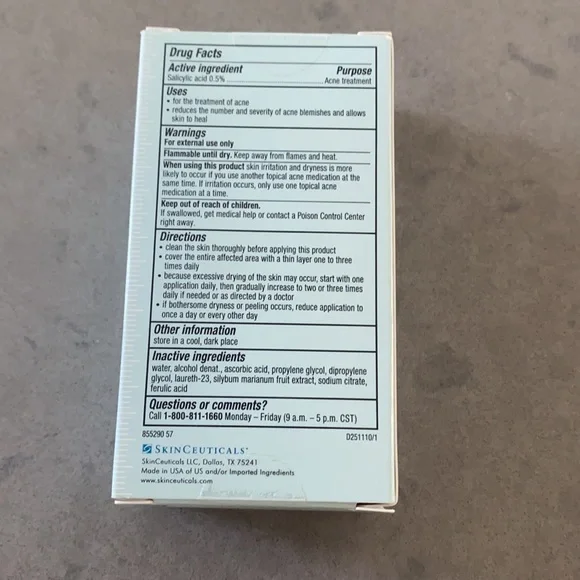 Drug Facts
Active ingredient Purpose
Salicylic acid 0.5% Acne treatment
Uses
• for the treatment of acne
• reduces the number and severity of acne blemishes and allows
skin to heal
Warnings
For external use only
Flammable until dry. Keep away from flames and heat.
When using this product skin irritation and dryness is more
likely to occur if you use another topical acne medication at the
same time. If irritation occurs, only use one topical acne
medication at a time.
Keep out of reach of children.
If swallowed, get medical help or contact a Poison Control Center
right away.
Directions
• clean the skin thoroughly before applying this product
• cover the entire affected area with a thin layer one to three
times daily
• because excessive drying of the skin may occur, start with one
application daily, then gradually increase to two or three times
daily if needed or as directed by a doctor
• if bothersome dryness or peeling occurs, reduce application to
once a day or every other day
Other information
store in a cool, dark place
Inactive ingredients
water, alcohol denat., ascorbic acid, propylene glycol, dipropylene
glycol, laureth-23, silybum marianum fruit extract, sodium citrate,
ferulic acid
Questions or comments?
Call 1-800-811-1660 Monday – Friday (9 a.m. – 5 p.m. CST)
855290 57 D251110/1
SKINCEUTICALS
SkinCeuticals LLC, Dallas, TX 75241
Made in USA of US and/or Imported Ingredients
www.skinceuticals.com